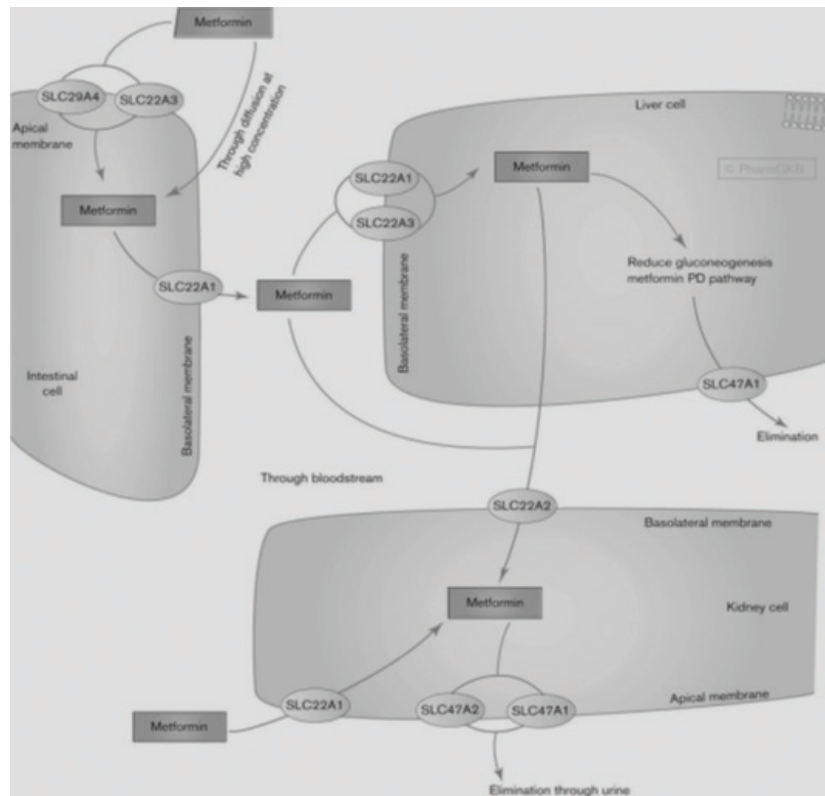 Metformin
SLC29A4
SLC22A3
Apical
membrane
Through diffusion at
high concentration
Metformin
SLC22A1
Intestinal
cell
Basolateral membrane
Metformin
Liver cell
© PharmGKB
SLC22A1
SLC22A3
Basolateral membrane
Metformin
Reduce gluconeogenesis
metformin PD pathway
SLC47A1
Elimination
Through bloodstream
SLC22A2
Basolateral membrane
Metformin
Kidney cell
Metformin
SLC22A1
SLC47A2
SLC47A1
Apical membrane
Elimination through urine